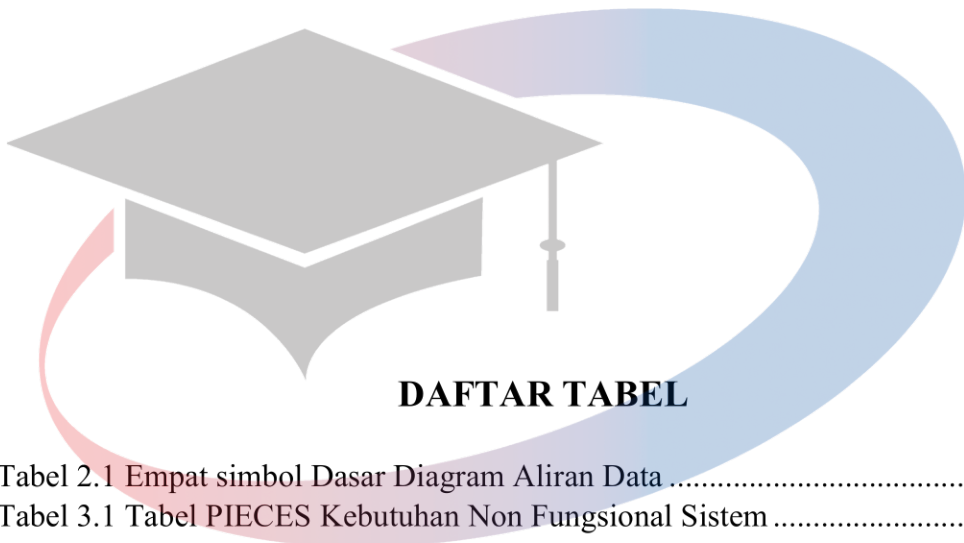 DAFTAR TABEL
Tabel 2.1 Empat simbol Dasar Diagram Aliran Data ....................................
Tabel 3.1 Tabel PIECES Kebutuhan Non Fungsional Sistem .......................